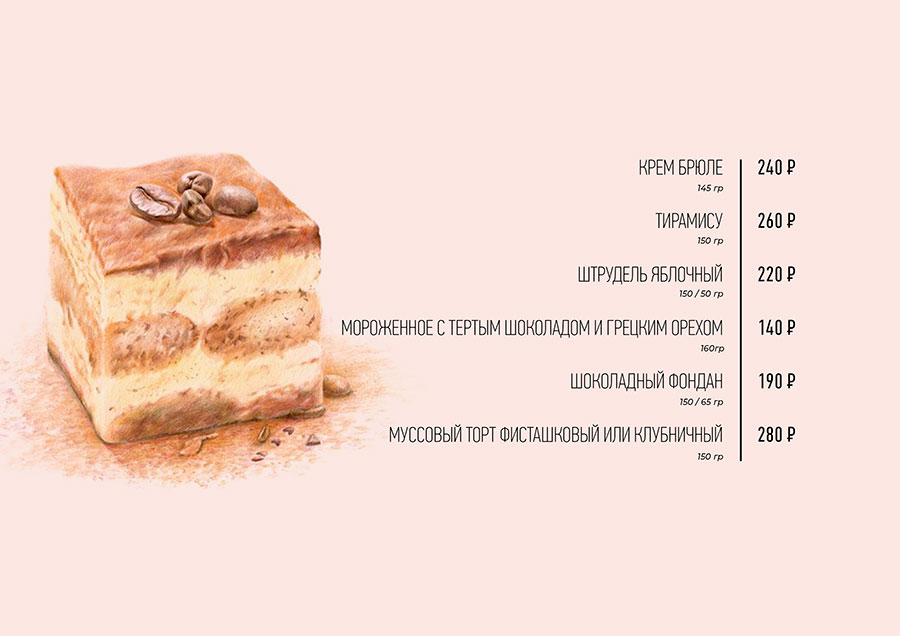 КРЕМ БРЮЛЕ 240 ₽
145 гр
ТИРАМИСУ 260 ₽
150 гр
ШТРУДЕЛЬ ЯБЛОЧНЫЙ 220 ₽
150 / 50 гр
МОРОЖЕННОЕ С ТЕРТЫМ ШОКОЛАДОМ И ГРЕЦКИМ ОРЕХОМ 140 ₽
160гр
ШОКОЛАДНЫЙ ФОНДАН 190 ₽
150 / 65 гр
МУССОВЫЙ ТОРТ ФИСТАШКОВЫЙ ИЛИ КЛУБНИЧНЫЙ 280 ₽
150 гр